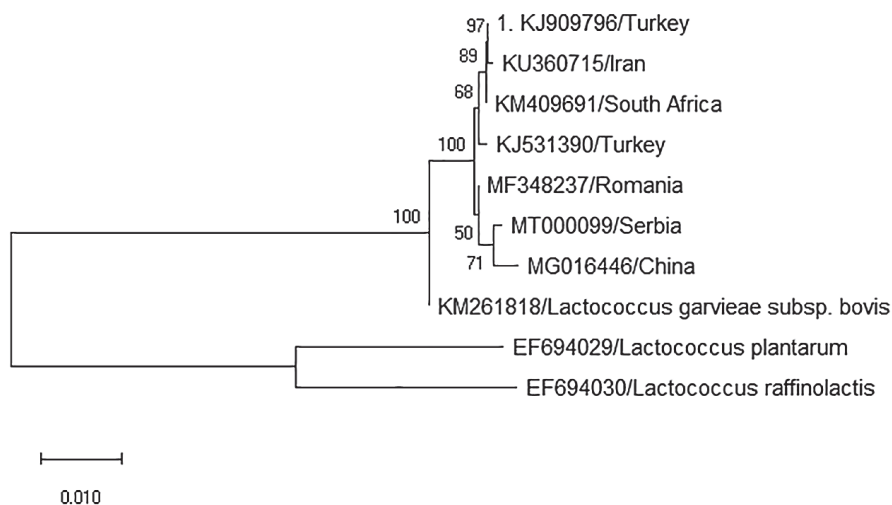 97
1. KJ909796/Turkey
89
KU360715/Iran
68
KM409691/South Africa
100
KJ531390/Turkey
MF348237/Romania
100
MT000099/Serbia
50
71
MG016446/China
KM261818/Lactococcus garvieae subsp. bovis
EF694029/Lactococcus plantarum
EF694030/Lactococcus raffinolactis
0.010